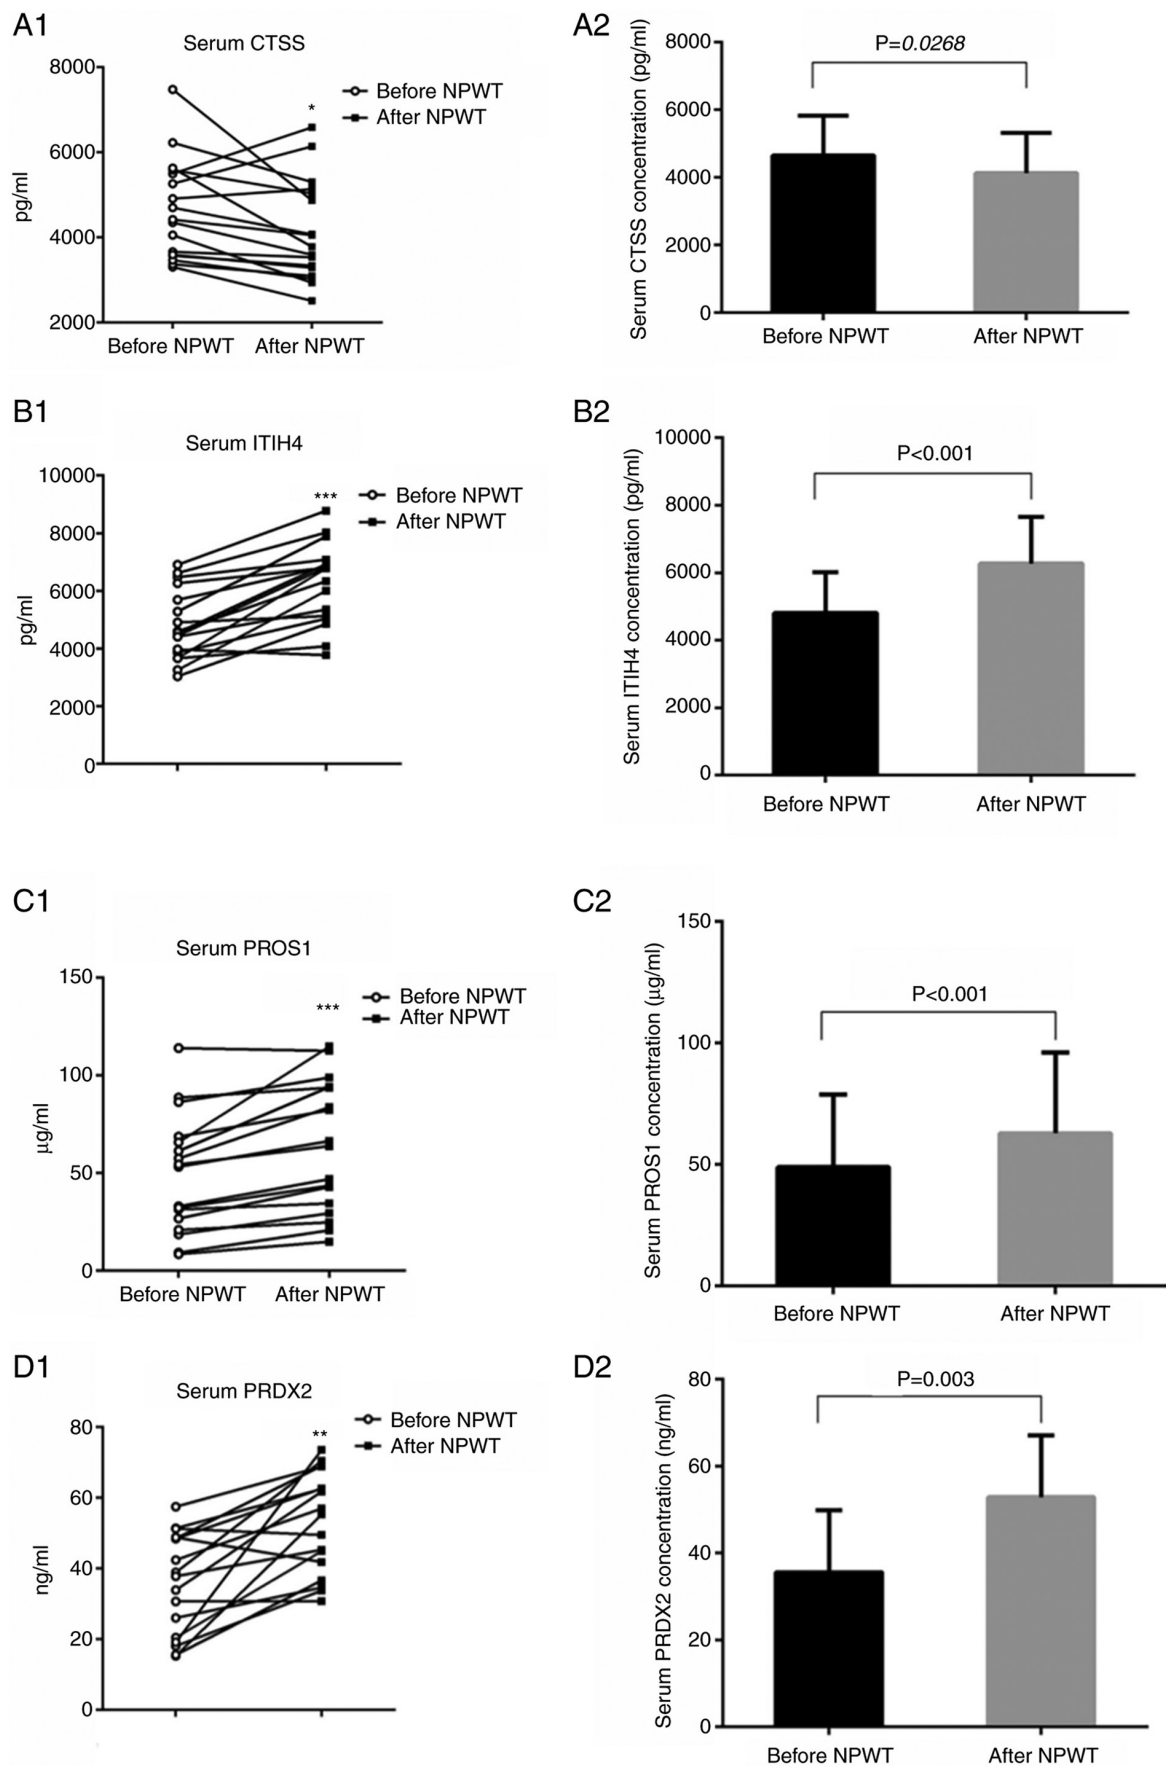 A1
Serum CTSS
8000
6000
4000
2000
pg/ml
*
Before NPWT
After NPWT
Before NPWT After NPWT
A2
P=0.0268
Serum CTSS concentration (pg/ml)
8000
6000
4000
2000
0
Before NPWT After NPWT
B1
Serum ITIH4
10000
8000
6000
4000
2000
0
pg/ml
***
Before NPWT
After NPWT
B2
P<0.001
Serum ITIH4 concentration (pg/ml)
10000
8000
6000
4000
2000
0
Before NPWT After NPWT
C1
Serum PROS1
150
100
50
0
µg/ml
***
Before NPWT
After NPWT
Before NPWT After NPWT
C2
P<0.001
Serum PROS1 concentration (µg/ml)
150
100
50
0
Before NPWT After NPWT
D1
Serum PRDX2
80
60
40
20
0
ng/ml
**
Before NPWT
After NPWT
D2
P=0.003
Serum PRDX2 concentration (ng/ml)
80
60
40
20
0
Before NPWT After NPWT